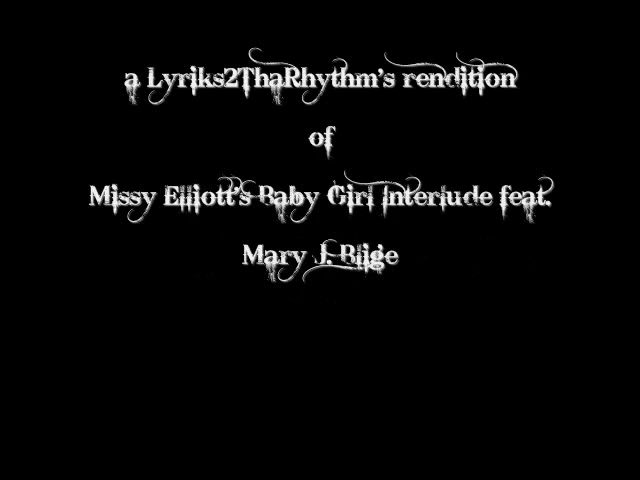 a Lyriks2ThaRhythm's rendition
of
Missy Elliott's Baby Girl Interlude feat.
Mary J. Blige